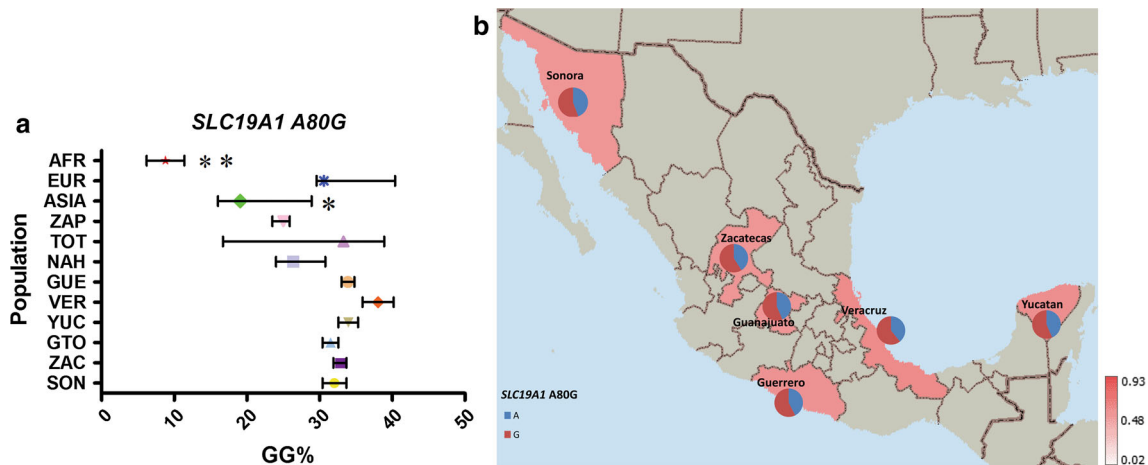 a
SLC19A1 A80G
Population
AFR
EUR
ASIA
ZAP
TOT
NAH
GUE
VER
YUC
GTO
ZAC
SON
* *
*
0 10 20 30 40 50
GG%
b
Sonora
Zacatecas
Guanajuato
Veracruz
Yucatan
Guerrero
SLC19A1 A80G
A
G
0.93
0.48
0.02